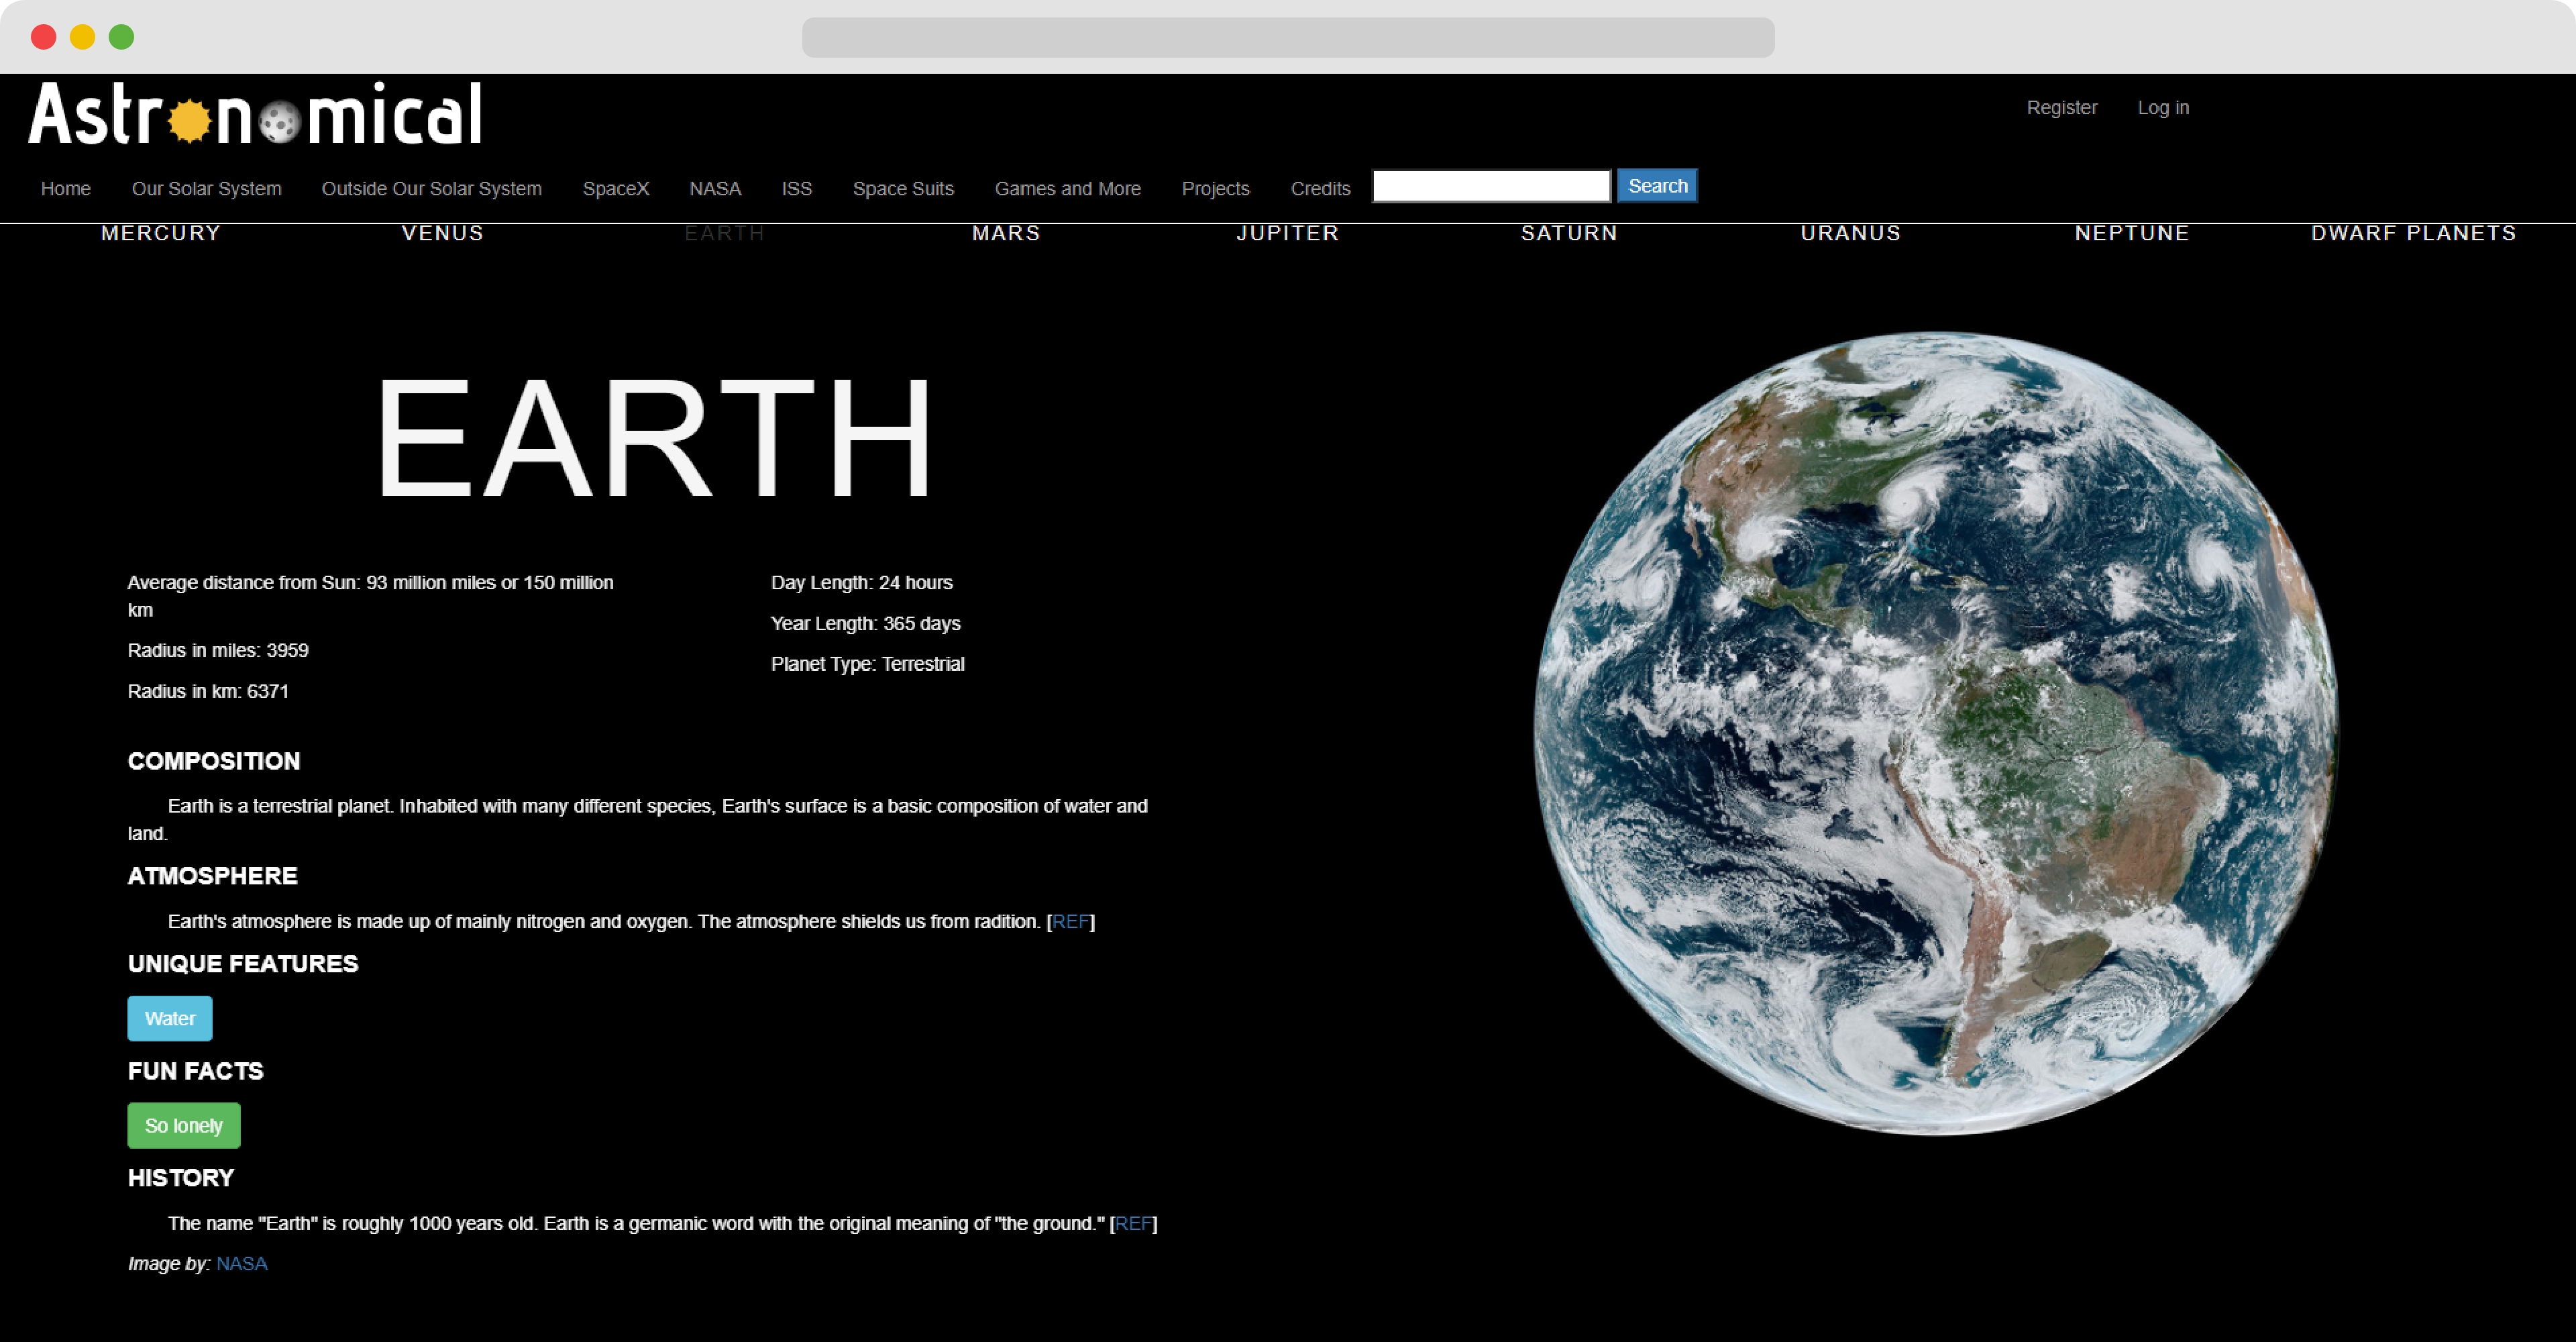 Astronomical
Register Log in
Home Our Solar System Outside Our Solar System SpaceX NASA ISS Space Suits Games and More Projects Credits Search
MERCURY VENUS EARTH MARS JUPITER SATURN URANUS NEPTUNE DWARF PLANETS
EARTH
Average distance from Sun: 93 million miles or 150 million
km
Radius in miles: 3959
Radius in km: 6371
Day Length: 24 hours
Year Length: 365 days
Planet Type: Terrestrial
COMPOSITION
Earth is a terrestrial planet. Inhabited with many different species, Earth's surface is a basic composition of water and
land.
ATMOSPHERE
Earth's atmosphere is made up of mainly nitrogen and oxygen. The atmosphere shields us from radition. [REF]
UNIQUE FEATURES
Water
FUN FACTS
So lonely
HISTORY
The name "Earth" is roughly 1000 years old. Earth is a germanic word with the original meaning of "the ground." [REF]
Image by: NASA